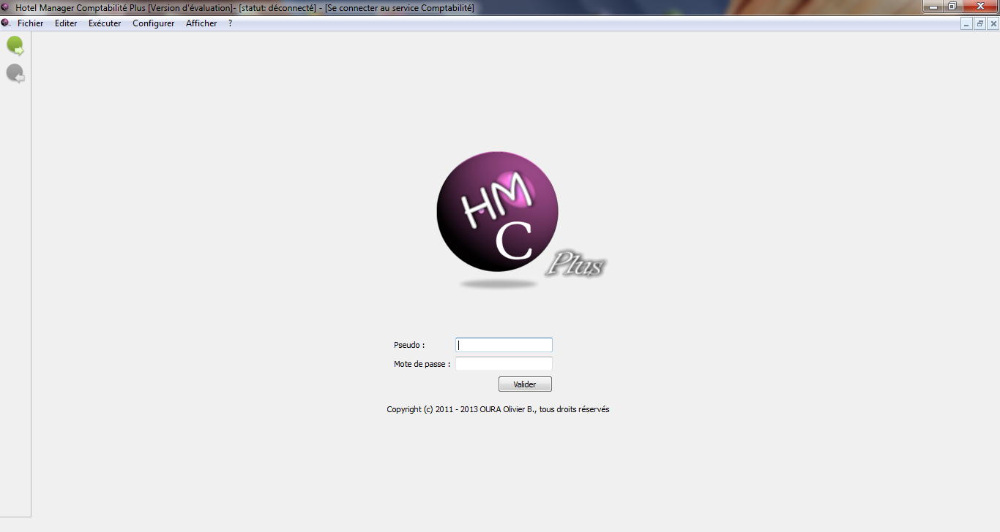 Hotel Manager Comptabilité Plus [Version d'évaluation]- [statut: déconnecté] - [Se connecter au service Comptabilité]
Fichier Editer Exécuter Configurer Afficher ?
HM
C
Plus
Pseudo :
Mote de passe :
Valider
Copyright (c) 2011 - 2013 OURA Olivier B., tous droits réservés